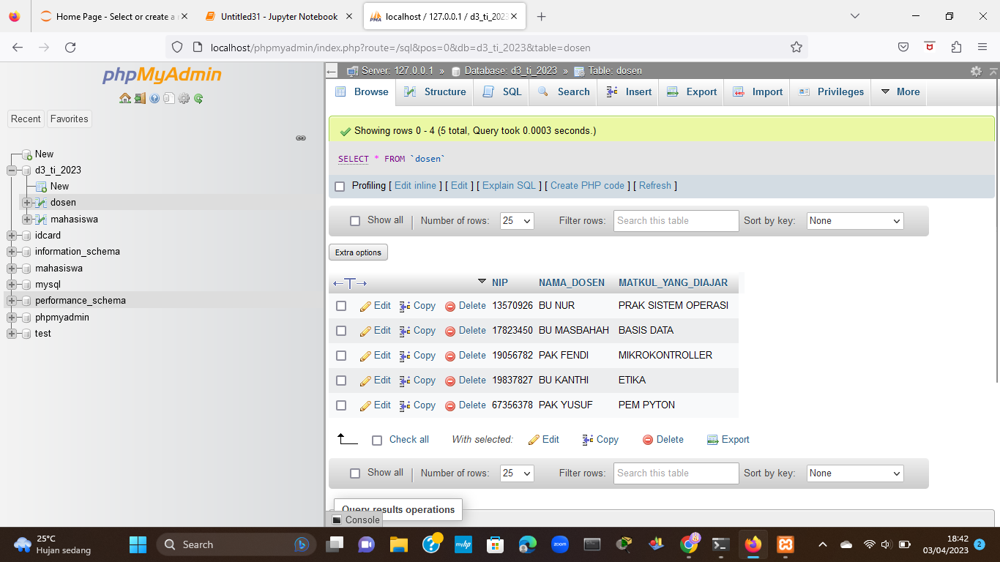 Home Page - Select or create a
Untitled31 - Jupyter Notebook
localhost / 127.0.0.1 / d3_ti_2023
localhost/phpmyadmin/index.php?route=/sql&pos=0&db=d3_ti_2023&table=dosen
phpMyAdmin
Recent Favorites
New
d3_ti_2023
New
dosen
mahasiswa
idcard
information_schema
mahasiswa
mysql
performance_schema
phpmyadmin
test
Server: 127.0.0.1 » Database: d3_ti_2023 » Table: dosen
Browse Structure SQL Search Insert Export Import Privileges More
Showing rows 0 - 4 (5 total, Query took 0.0003 seconds.)
SELECT * FROM `dosen`
Profiling [ Edit inline ] [ Edit ] [ Explain SQL ] [ Create PHP code ] [ Refresh ]
Show all Number of rows: 25 Filter rows: Search this table Sort by key: None
Extra options
NIP NAMA_DOSEN MATKUL_YANG_DIAJAR
Edit Copy Delete 13570926 BU NUR PRAK SISTEM OPERASI
Edit Copy Delete 17823450 BU MASBAHAH BASIS DATA
Edit Copy Delete 19056782 PAK FENDI MIKROKONTROLLER
Edit Copy Delete 19837827 BU KANTHI ETIKA
Edit Copy Delete 67356378 PAK YUSUF PEM PYTON
Check all With selected: Edit Copy Delete Export
Show all Number of rows: 25 Filter rows: Search this table Sort by key: None
Query results operations
Console
25°C
Hujan sedang
Search
myhp
zoom
18:42
03/04/2023
2